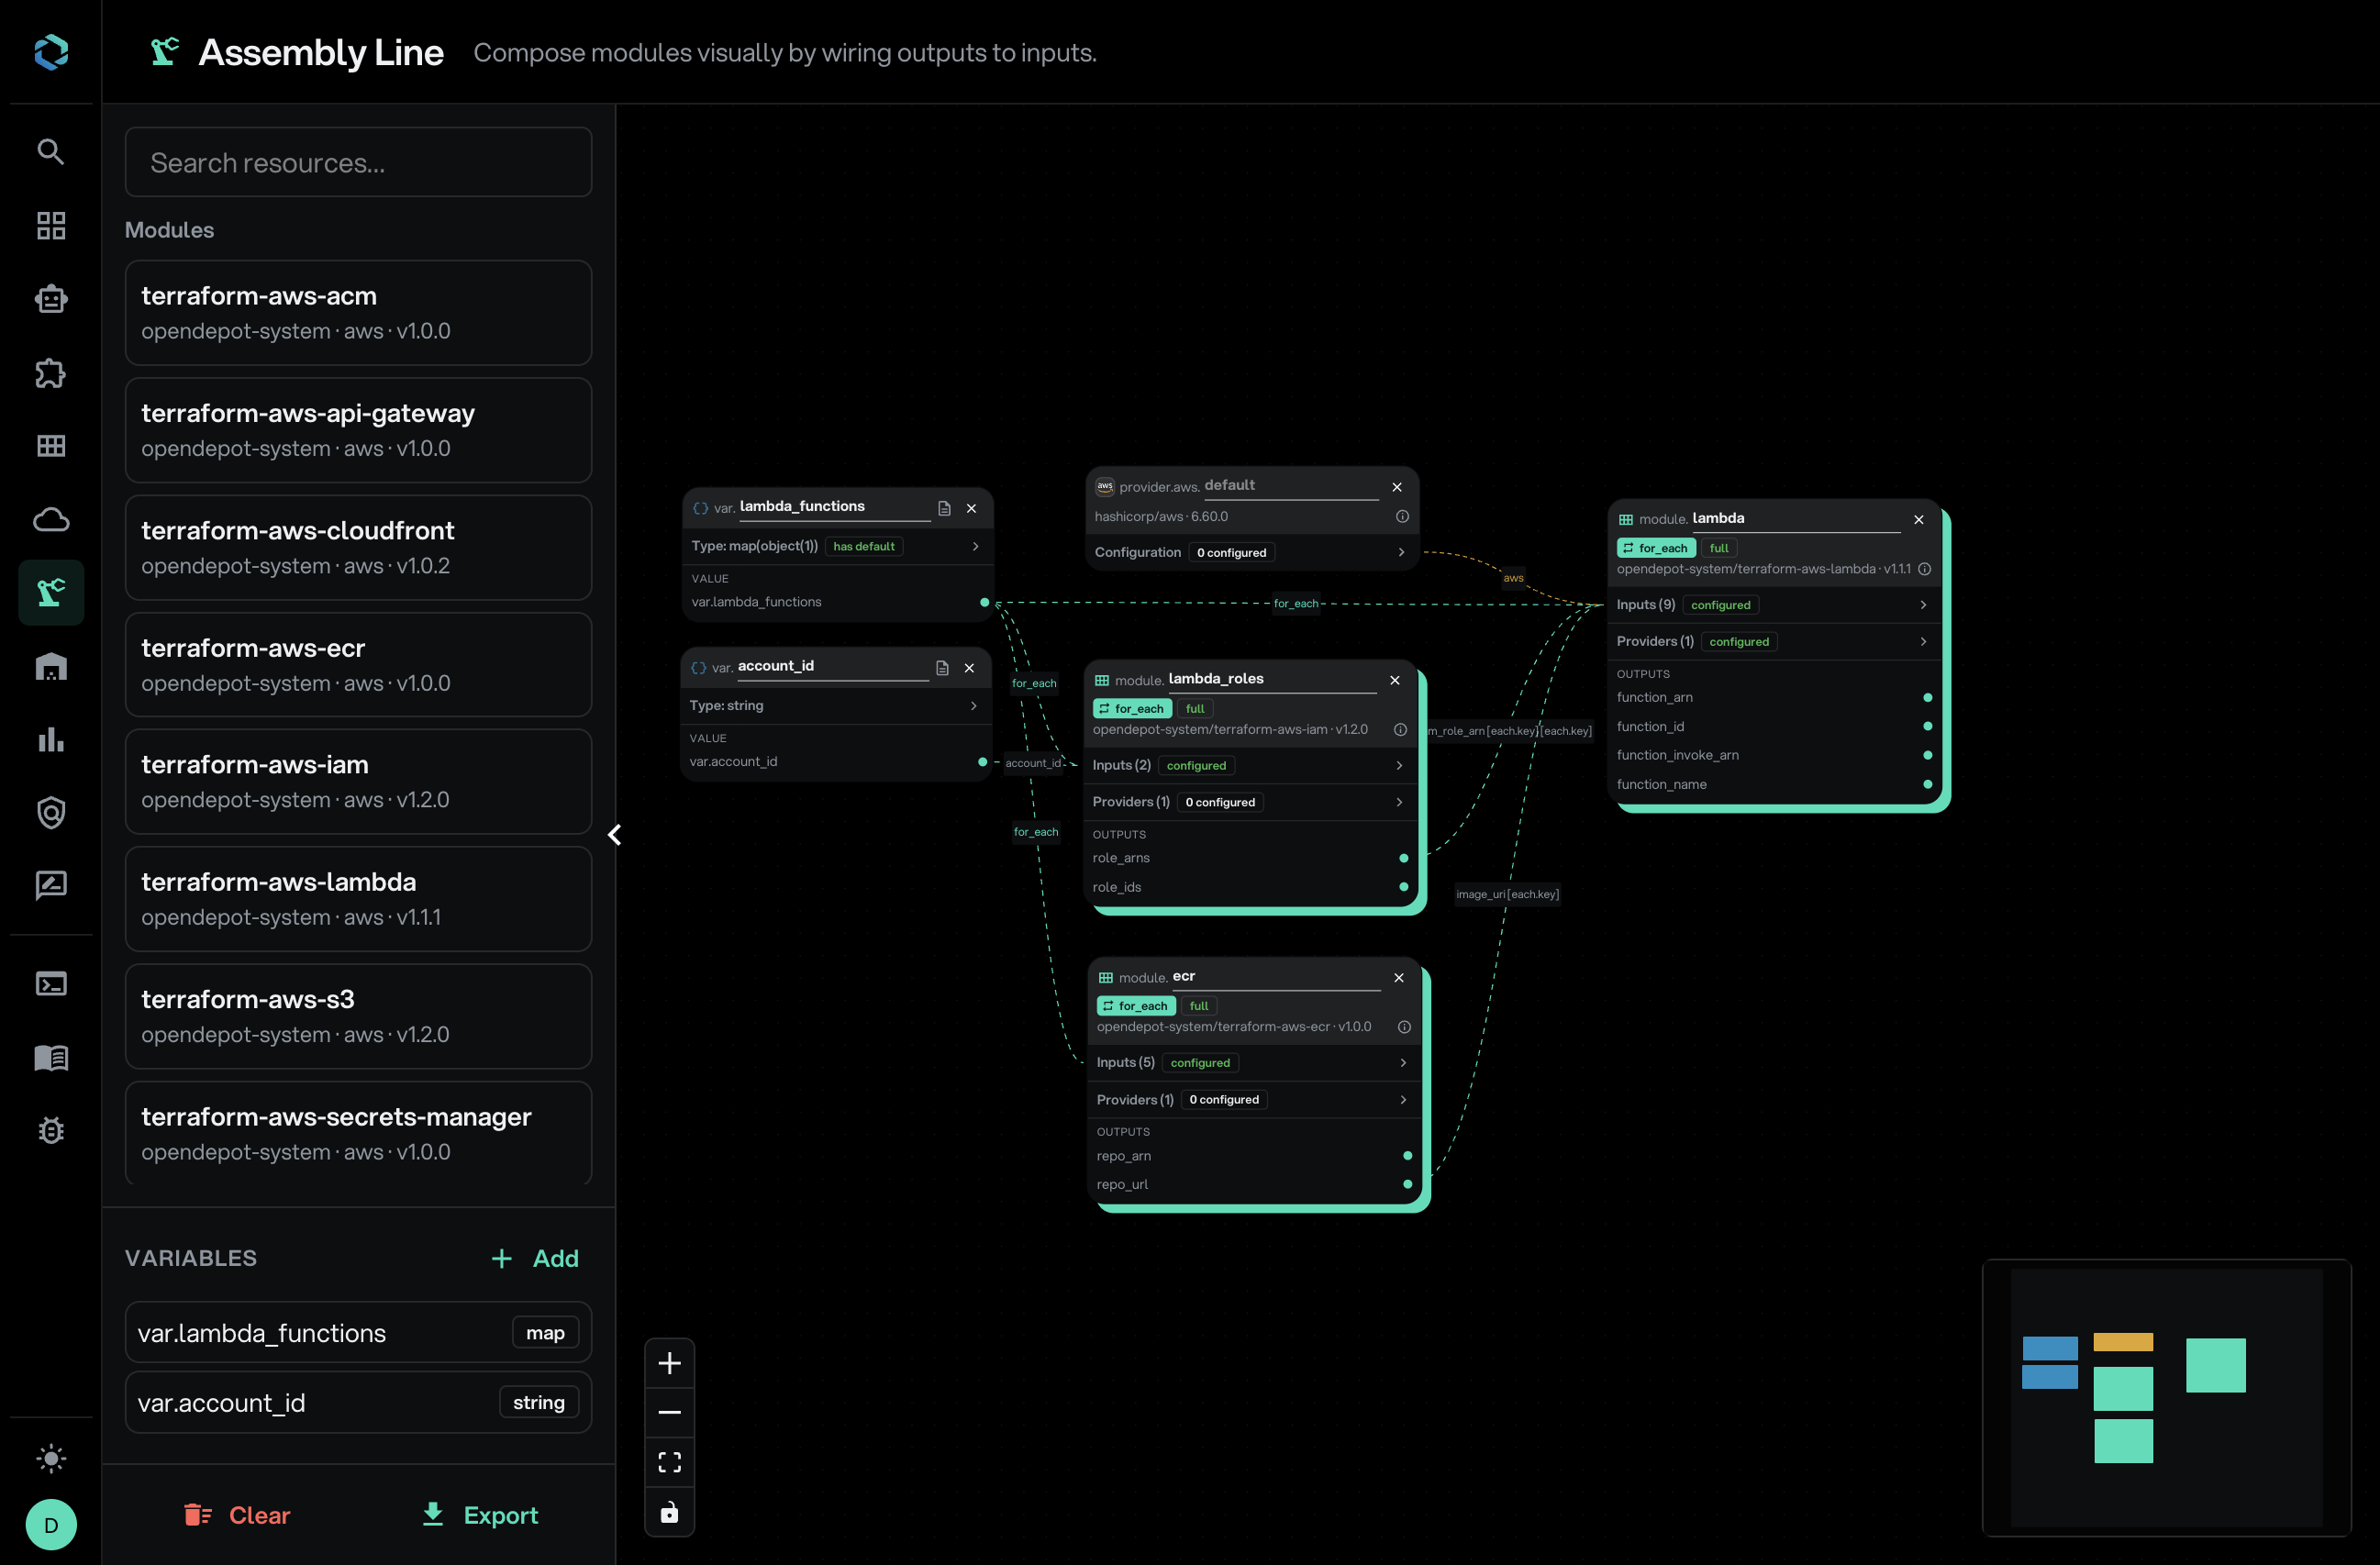 Assembly Line
Compose modules visually by wiring outputs to inputs.
Search resources...
Modules
terraform-aws-acm
opendepot-system · aws · v1.0.0
terraform-aws-api-gateway
opendepot-system · aws · v1.0.0
terraform-aws-cloudfront
opendepot-system · aws · v1.0.2
terraform-aws-ecr
opendepot-system · aws · v1.0.0
terraform-aws-iam
opendepot-system · aws · v1.2.0
terraform-aws-lambda
opendepot-system · aws · v1.1.1
terraform-aws-s3
opendepot-system · aws · v1.2.0
terraform-aws-secrets-manager
opendepot-system · aws · v1.0.0
VARIABLES
+ Add
var.lambda_functions
map
var.account_id
string
Clear
Export
D
var. lambda_functions
Type: map(object(1)) has default
VALUE
var.lambda_functions
var. account_id
Type: string
VALUE
var.account_id
for_each
for_each
account_id
for_each
aws provider.aws. default
hashicorp/aws · 6.60.0
Configuration 0 configured
aws
module. lambda_roles
for_each full
opendepot-system/terraform-aws-iam · v1.2.0
Inputs (2) configured
Providers (1) 0 configured
OUTPUTS
role_arns
role_ids
m_role_arn[each.key][each.key]
image_uri[each.key]
module. ecr
for_each full
opendepot-system/terraform-aws-ecr · v1.0.0
Inputs (5) configured
Providers (1) 0 configured
OUTPUTS
repo_arn
repo_url
module. lambda
for_each full
opendepot-system/terraform-aws-lambda · v1.1.1
Inputs (9) configured
Providers (1) configured
OUTPUTS
function_arn
function_id
function_invoke_arn
function_name